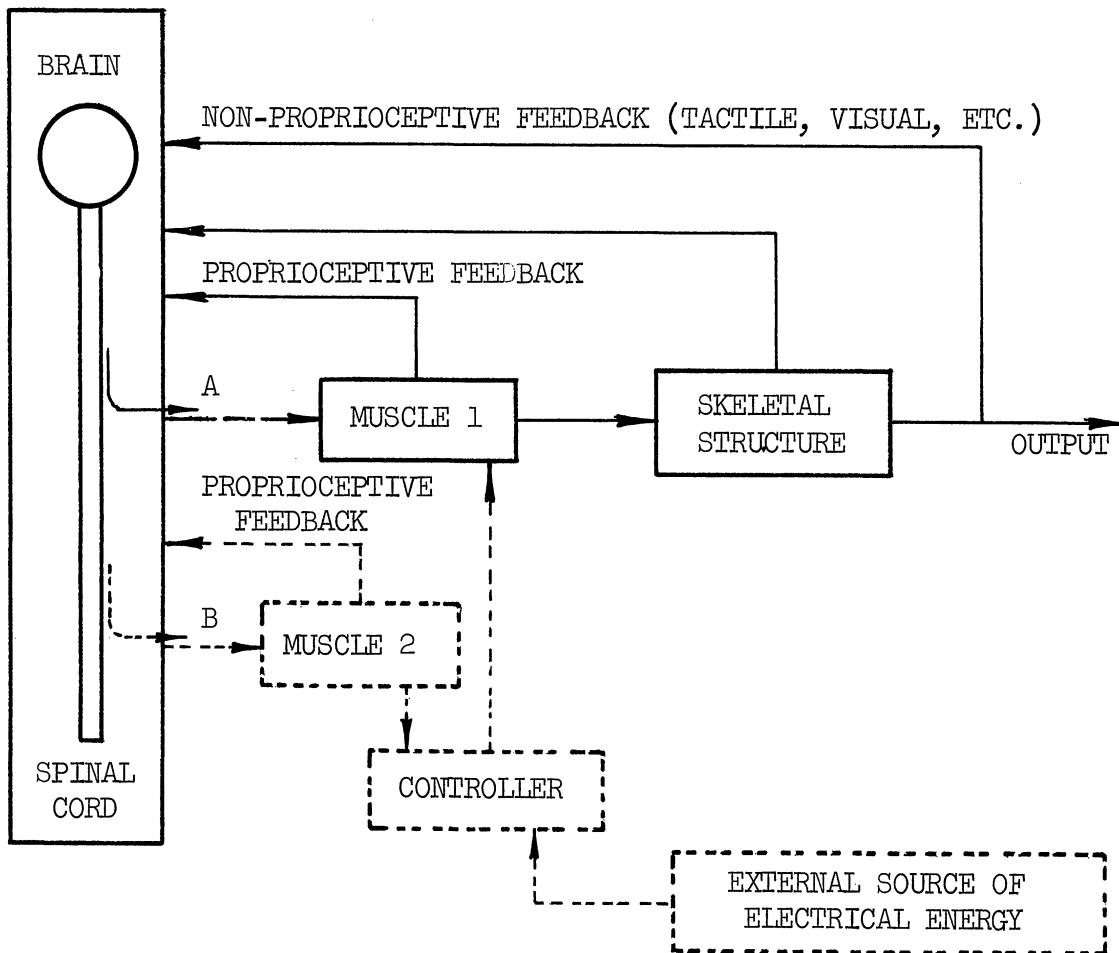 BRAIN
NON-PROPRIOCEPTIVE FEEDBACK (TACTILE, VISUAL, ETC.)
PROPRIOCEPTIVE FEEDBACK
A
MUSCLE 1
SKELETAL
STRUCTURE
OUTPUT
PROPRIOCEPTIVE
FEEDBACK
B
MUSCLE 2
SPINAL
CORD
CONTROLLER
EXTERNAL SOURCE OF
ELECTRICAL ENERGY